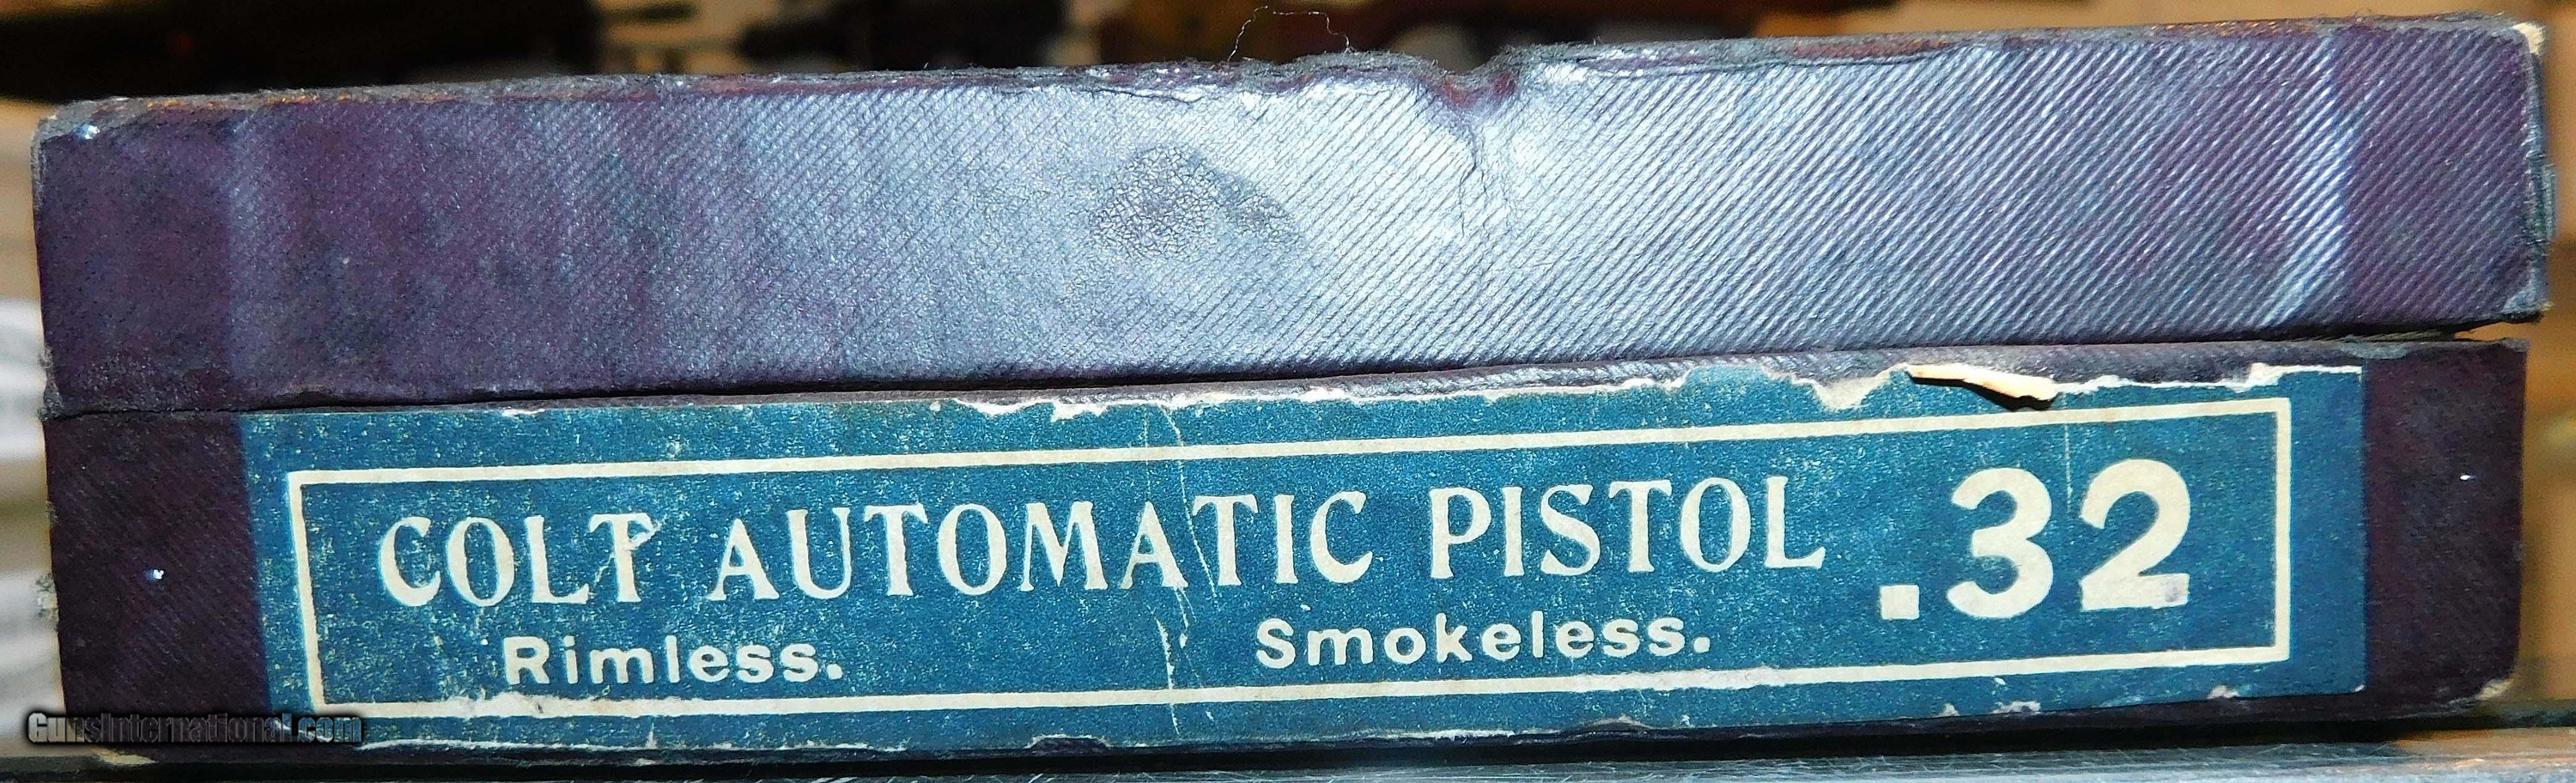 COLT AUTOMATIC PISTOL .32
Rimless. Smokeless.
GunsInternational.com